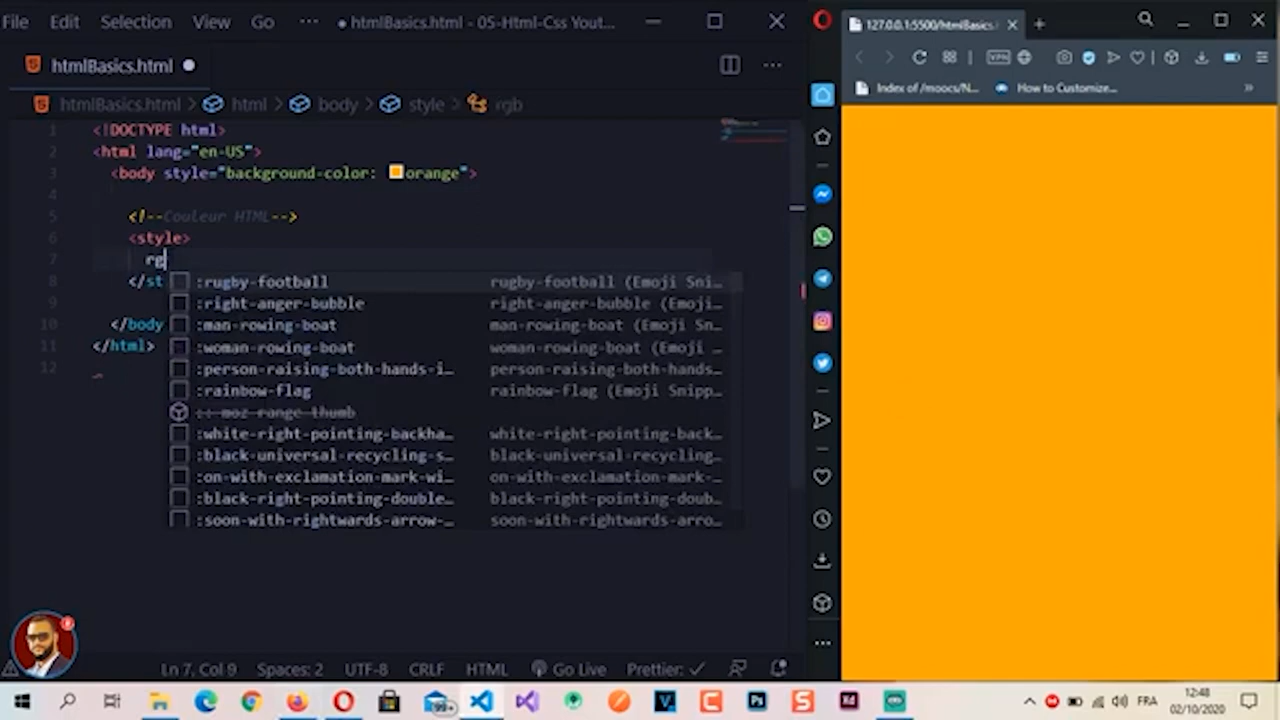 File Edit Selection View Go ··· ● htmlBasics.html - 05-Html-Css Yout...
htmlBasics.html ●
htmlBasics.html > html > body > style > rgb
1 <!DOCTYPE html>
2 <html lang="en-US">
3 <body style="background-color: orange">
4
5 <!--Couleur HTML-->
6 <style>
7 rg
8 </st
9
10 </body
11 </html>
12
:rugby-football rugby-football (Emoji Sni…
:right-anger-bubble right-anger-bubble (Emoji…
:man-rowing-boat man-rowing-boat (Emoji Sn…
:woman-rowing-boat woman-rowing-boat (Emoji …
:person-raising-both-hands-i… person-raising-both-hands…
:rainbow-flag rainbow-flag (Emoji Snipp…
::-moz-range-thumb
:white-right-pointing-backha… white-right-pointing-back…
:black-universal-recycling-s… black-universal-recycling…
:on-with-exclamation-mark-wi… on-with-exclamation-mark-…
:black-right-pointing-double… black-right-pointing-doub…
:soon-with-rightwards-arrow-… soon-with-rightwards-arro…
Ln 7, Col 9 Spaces: 2 UTF-8 CRLF HTML Go Live Prettier: ✓
127.0.0.1:5500/htmlBasics.
VPN
Index of /moocs/N... How to Customize... »
99+
FRA
12:48
02/10/2020